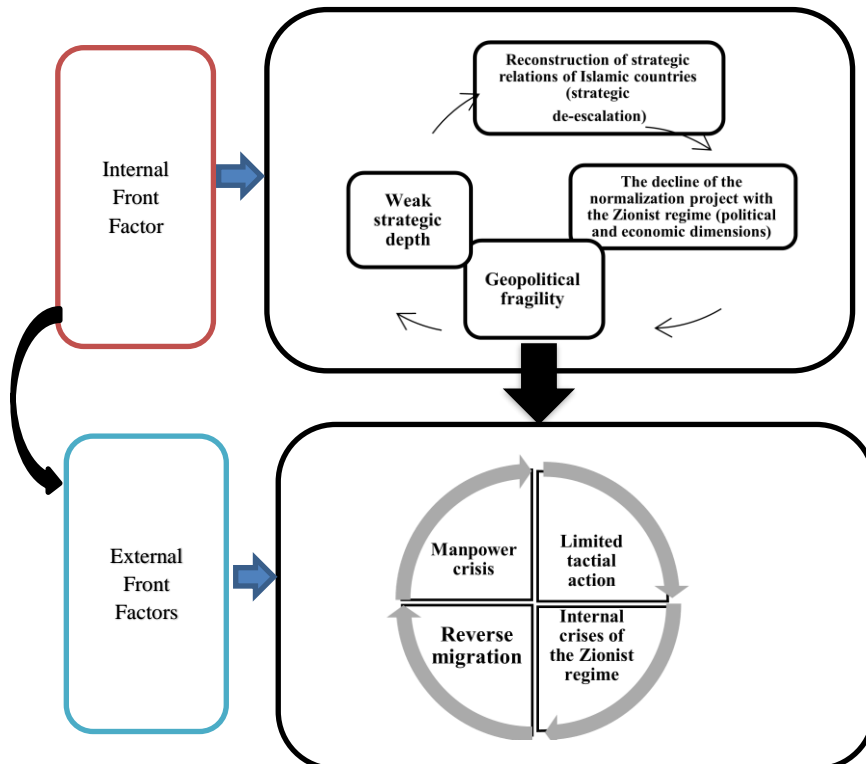 Internal
Front
Factor
Reconstruction of strategic
relations of Islamic countries
(strategic
de-escalation)
Weak
strategic
depth
The decline of the
normalization project with
the Zionist regime (political
and economic dimensions)
Geopolitical
fragility
External
Front
Factors
Manpower
crisis
Limited
tactial
action
Reverse
migration
Internal
crises of
the Zionist
regime